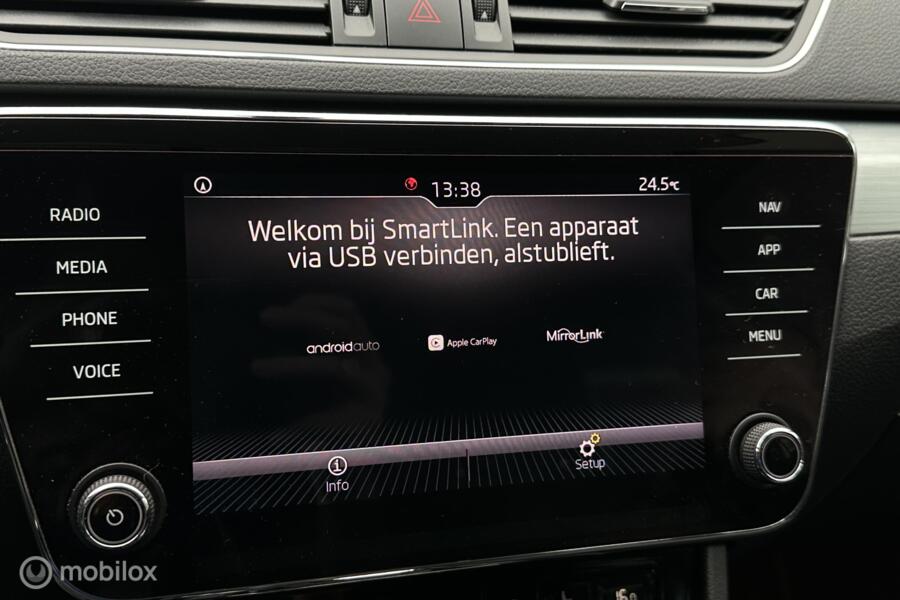 13:38
24.5°C
RADIO
MEDIA
PHONE
VOICE
Welkom bij SmartLink. Een apparaat
via USB verbinden, alstublieft.
androidauto
Apple CarPlay
MirrorLink
Info
Setup
NAV
APP
CAR
MENU
mobilox